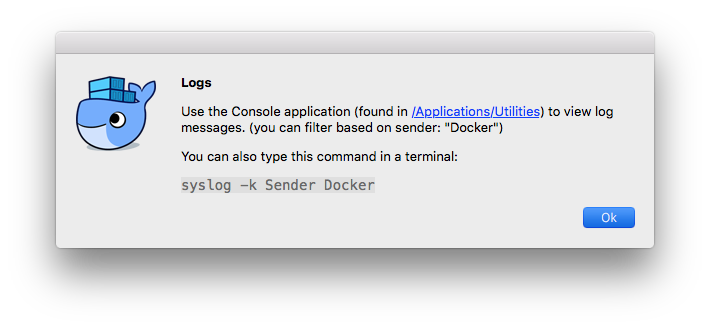 Logs
Use the Console application (found in /Applications/Utilities) to view log
messages. (you can filter based on sender: "Docker")
You can also type this command in a terminal:
syslog -k Sender Docker
Ok